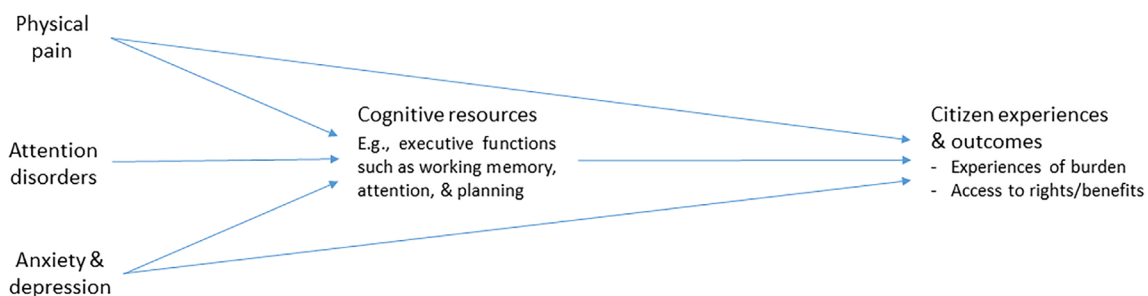 Physical
pain
Attention
disorders
Anxiety &
depression
Cognitive resources
E.g., executive functions
such as working memory,
attention, & planning
Citizen experiences
& outcomes
- Experiences of burden
- Access to rights/benefits